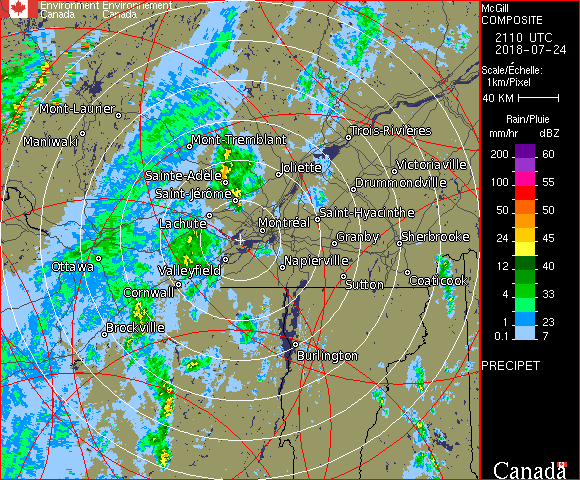 Environment Environnement
Canada Canada
McGill
COMPOSITE
2110 UTC
2018-07-24
Scale/Échelle:
1km/Pixel
40 KM
Rain/Pluie
mm/hr dBZ
200 60
100 55
50 50
24 45
12 40
4 33
1 23
0.1 7
PRECIPET
Canada
Mont-Laurier
Maniwaki
Mont-Tremblant
Trois-Rivières
Joliette
Victoriaville
Sainte-Adèle
Drummondville
Saint-Jérôme
Saint-Hyacinthe
Lachute
Montréal
Granby
Sherbrooke
Ottawa
Valleyfield
Napierville
Sutton
Coaticook
Cornwall
Brockville
Burlington